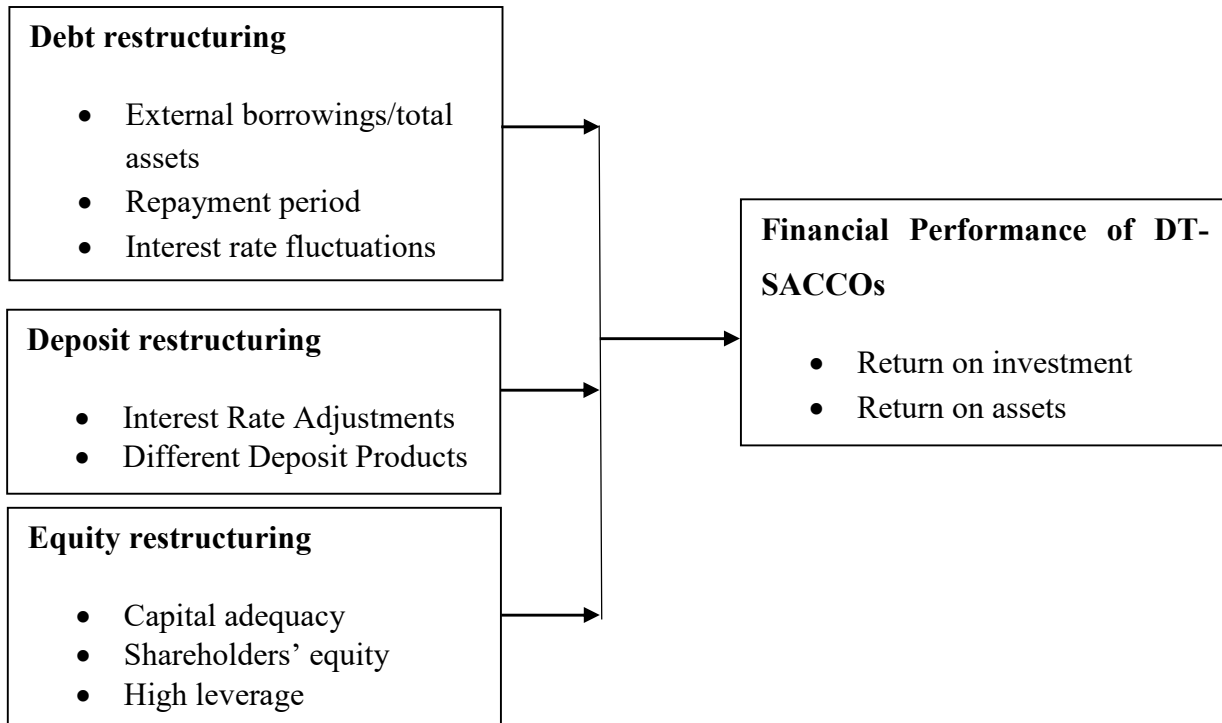 Debt restructuring
• External borrowings/total
assets
• Repayment period
• Interest rate fluctuations
Deposit restructuring
• Interest Rate Adjustments
• Different Deposit Products
Equity restructuring
• Capital adequacy
• Shareholders’ equity
• High leverage
Financial Performance of DT-
SACCOs
• Return on investment
• Return on assets